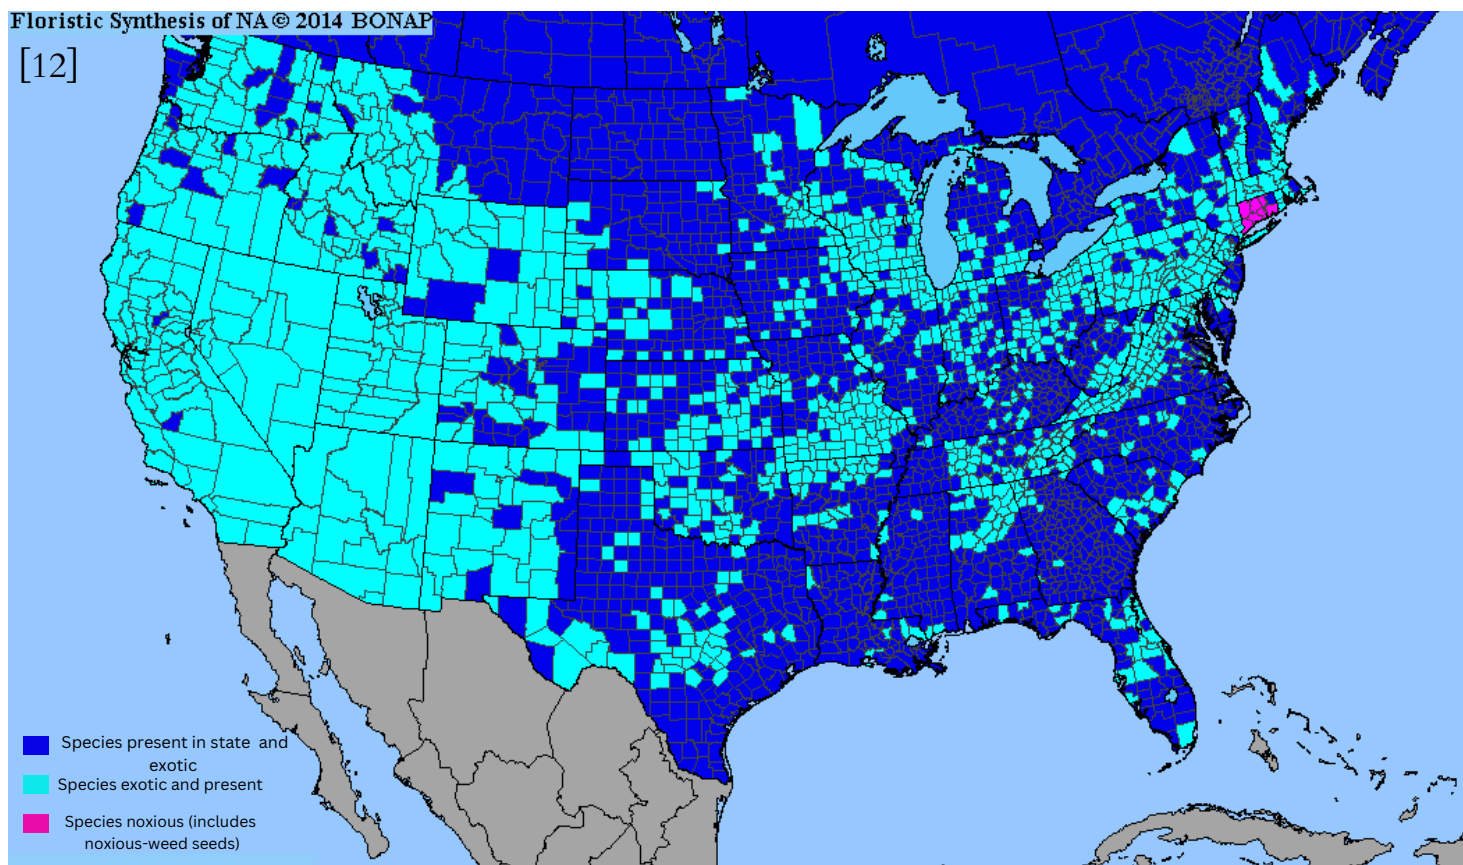 Floristic Synthesis of NA © 2014 BONAP
[12]
Species present in state and
exotic
Species exotic and present
Species noxious (includes
noxious-weed seeds)